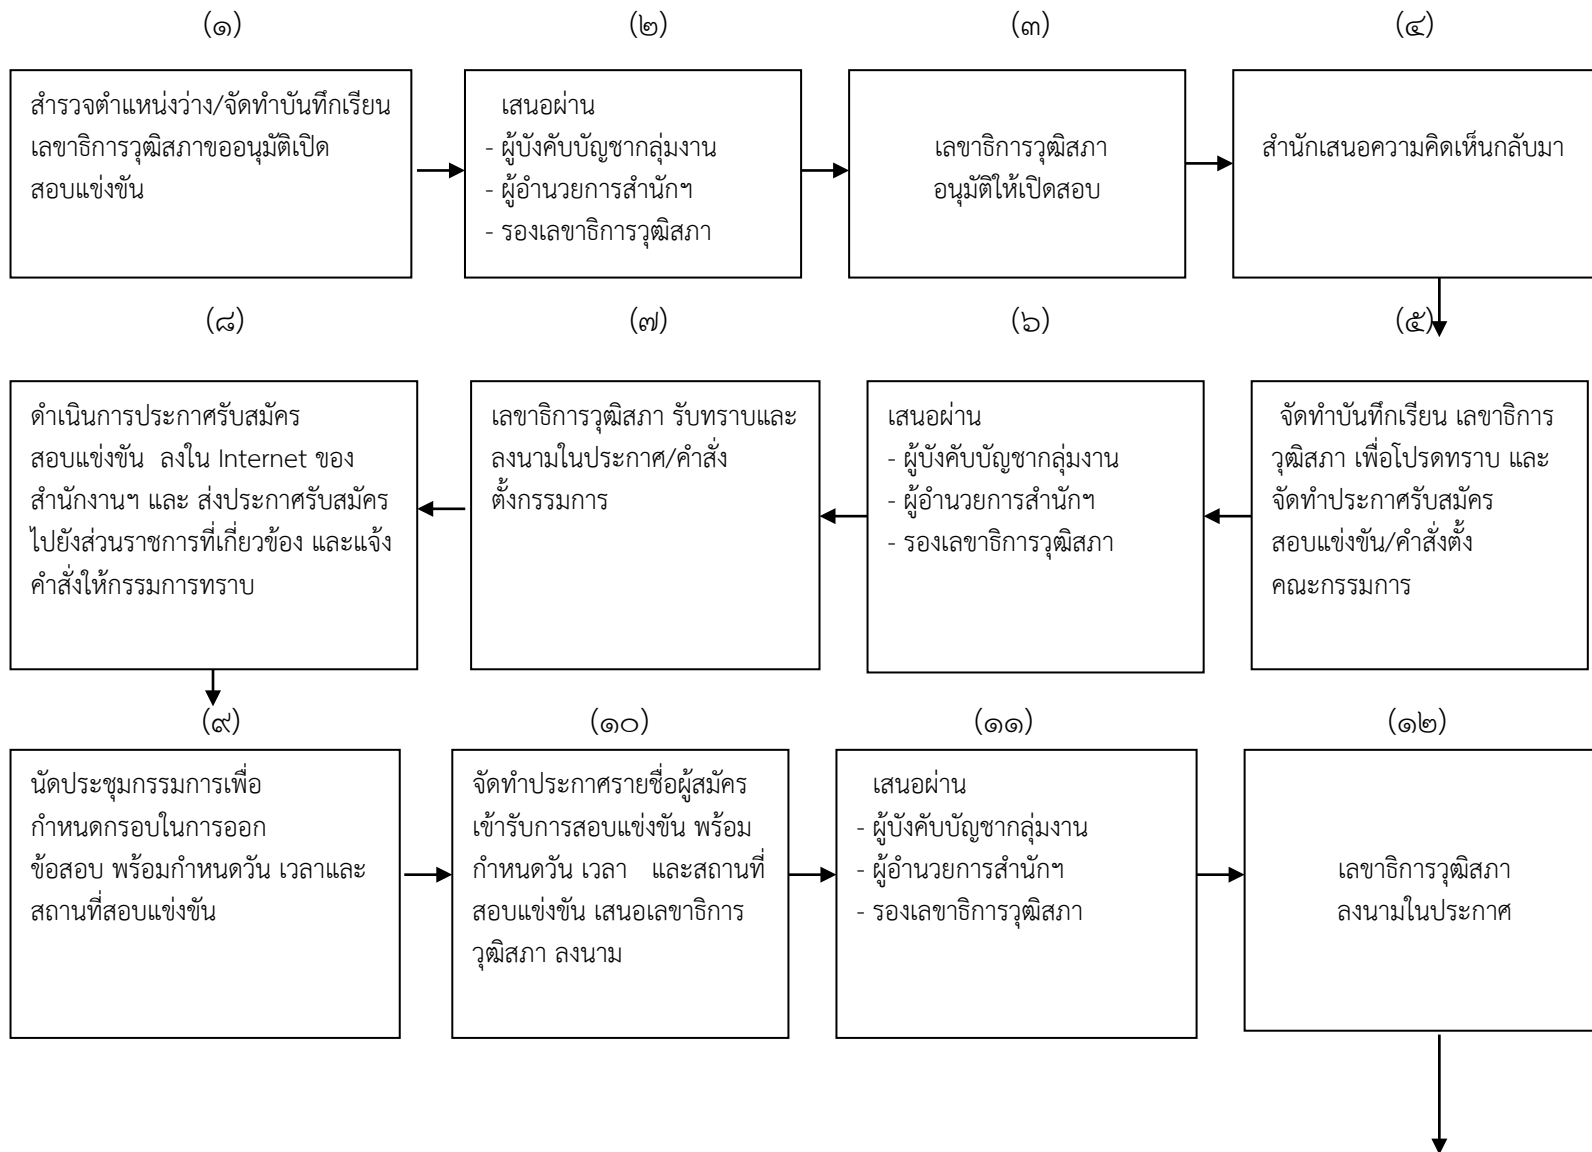 (๑)
สำรวจตำแหน่งว่าง/จัดทำบันทึกเรียน
เลขาธิการวุฒิสภาขออนุมัติเปิด
สอบแข่งขัน
(๒)
เสนอผ่าน
- ผู้บังคับบัญชากลุ่มงาน
- ผู้อำนวยการสำนักฯ
- รองเลขาธิการวุฒิสภา
(๓)
เลขาธิการวุฒิสภา
อนุมัติให้เปิดสอบ
(๔)
สำนักเสนอความคิดเห็นกลับมา
(๕)
จัดทำบันทึกเรียน เลขาธิการ
วุฒิสภา เพื่อโปรดทราบ และ
จัดทำประกาศรับสมัคร
สอบแข่งขัน/คำสั่งตั้ง
คณะกรรมการ
(๖)
เสนอผ่าน
- ผู้บังคับบัญชากลุ่มงาน
- ผู้อำนวยการสำนักฯ
- รองเลขาธิการวุฒิสภา
(๗)
เลขาธิการวุฒิสภา รับทราบและ
ลงนามในประกาศ/คำสั่ง
ตั้งกรรมการ
(๘)
ดำเนินการประกาศรับสมัคร
สอบแข่งขัน ลงใน Internet ของ
สำนักงานฯ และ ส่งประกาศรับสมัคร
ไปยังส่วนราชการที่เกี่ยวข้อง และแจ้ง
คำสั่งให้กรรมการทราบ
(๙)
นัดประชุมกรรมการเพื่อ
กำหนดกรอบในการออก
ข้อสอบ พร้อมกำหนดวัน เวลาและ
สถานที่สอบแข่งขัน
(๑๐)
จัดทำประกาศรายชื่อผู้สมัคร
เข้ารับการสอบแข่งขัน พร้อม
กำหนดวัน เวลา และสถานที่
สอบแข่งขัน เสนอเลขาธิการ
วุฒิสภา ลงนาม
(๑๑)
เสนอผ่าน
- ผู้บังคับบัญชากลุ่มงาน
- ผู้อำนวยการสำนักฯ
- รองเลขาธิการวุฒิสภา
(๑๒)
เลขาธิการวุฒิสภา
ลงนามในประกาศ